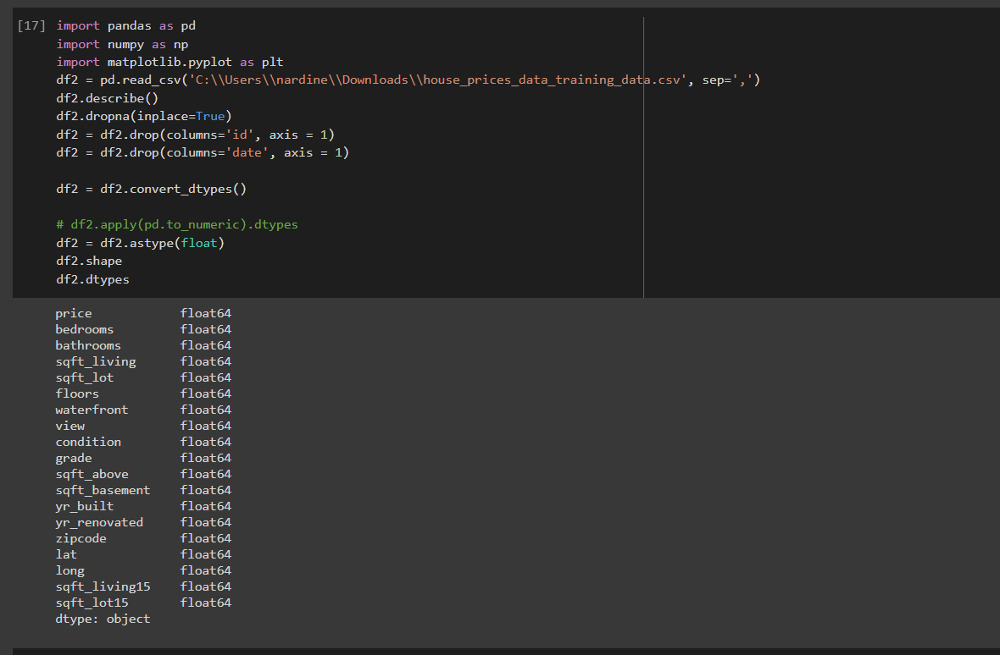 [17] import pandas as pd
import numpy as np
import matplotlib.pyplot as plt
df2 = pd.read_csv('C:\\Users\\nardine\\Downloads\\house_prices_data_training_data.csv', sep=',')
df2.describe()
df2.dropna(inplace=True)
df2 = df2.drop(columns='id', axis = 1)
df2 = df2.drop(columns='date', axis = 1)
df2 = df2.convert_dtypes()
# df2.apply(pd.to_numeric).dtypes
df2 = df2.astype(float)
df2.shape
df2.dtypes
price float64
bedrooms float64
bathrooms float64
sqft_living float64
sqft_lot float64
floors float64
waterfront float64
view float64
condition float64
grade float64
sqft_above float64
sqft_basement float64
yr_built float64
yr_renovated float64
zipcode float64
lat float64
long float64
sqft_living15 float64
sqft_lot15 float64
dtype: object